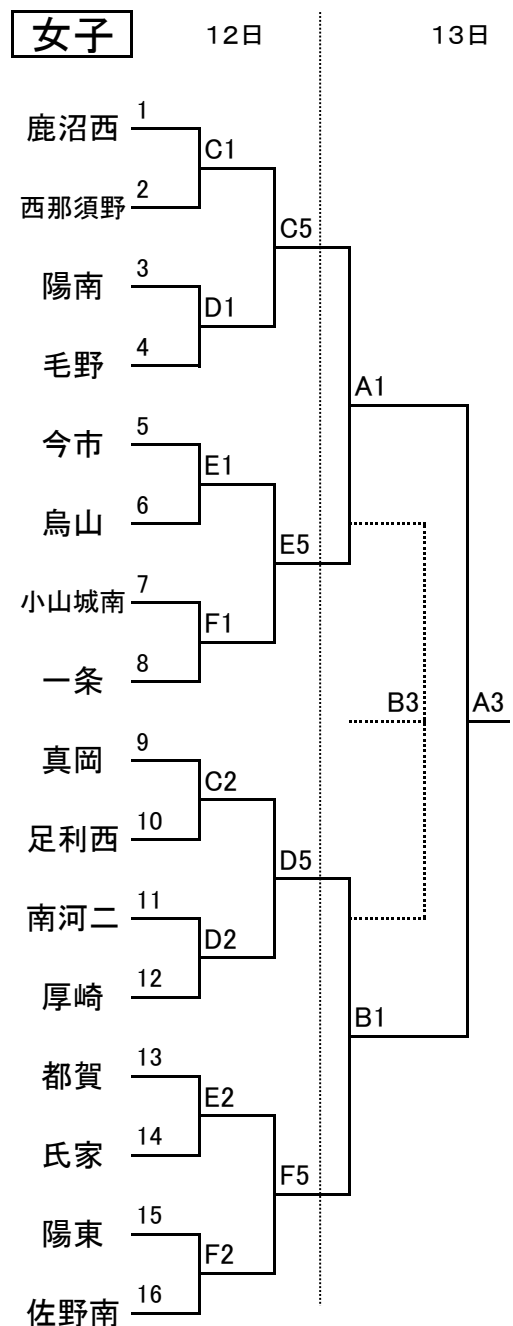 女子 12日 13日
1
鹿沼西
C1
2
西那須野
C5
3
陽南
D1
4
毛野
A1
5
今市
E1
6
烏山
E5
7
小山城南
F1
8
一条
B3 A3
9
真岡
C2
10
足利西
D5
11
南河二
D2
12
厚崎
B1
13
都賀
E2
14
氏家
F5
15
陽東
F2
16
佐野南